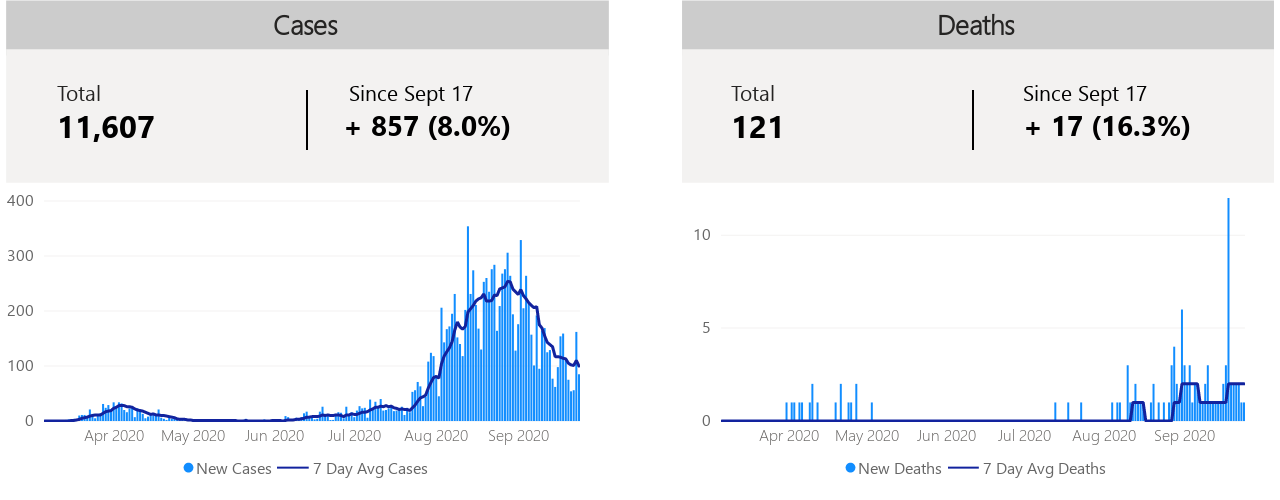 Cases
Total
Since Sept 17
11,607
+ 857 (8.0%)
400
300
200
100
0
Apr 2020 May 2020 Jun 2020 Jul 2020 Aug 2020 Sep 2020
New Cases 7 Day Avg Cases
Deaths
Total
Since Sept 17
121
+ 17 (16.3%)
10
5
0
Apr 2020 May 2020 Jun 2020 Jul 2020 Aug 2020 Sep 2020
New Deaths 7 Day Avg Deaths